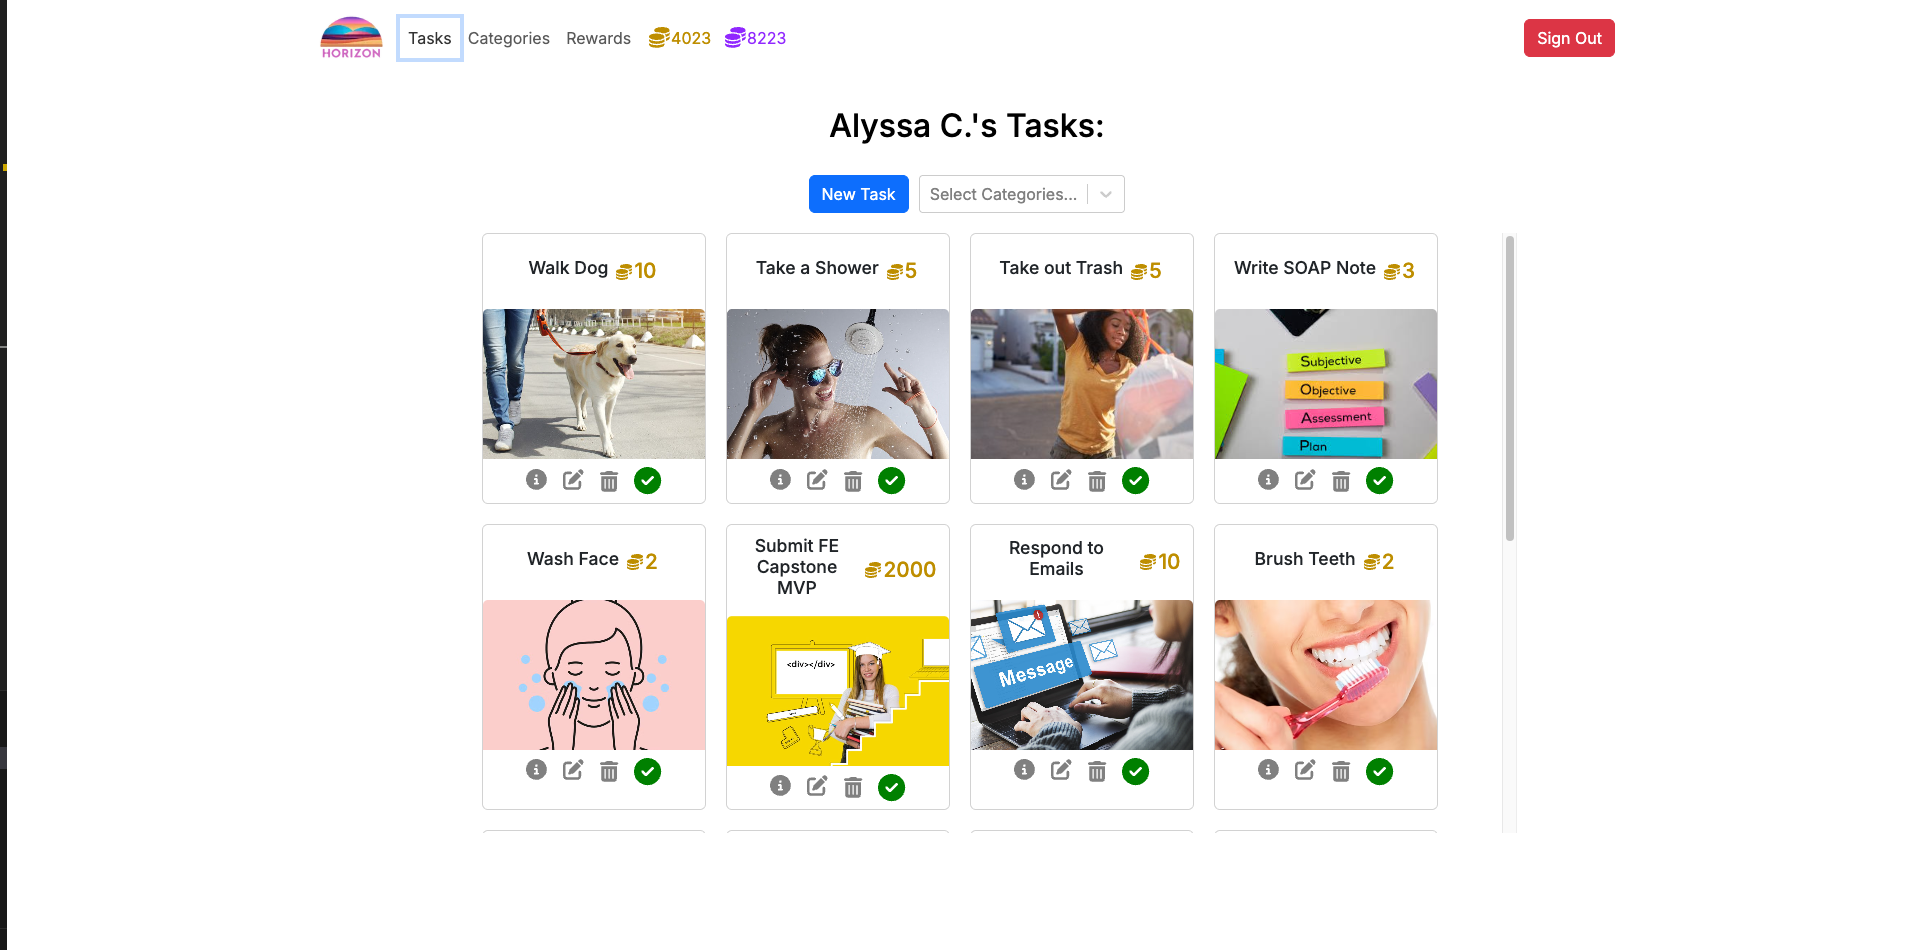 HORIZON
Tasks
Categories
Rewards
4023
8223
Sign Out
Alyssa C.'s Tasks:
New Task
Select Categories...
Walk Dog 10
Take a Shower 5
Take out Trash 5
Write SOAP Note 3
Subjective
Objective
Assessment
Plan
Wash Face 2
Submit FE
Capstone
MVP
2000
<div></div>
Respond to
Emails
10
Message
Brush Teeth 2